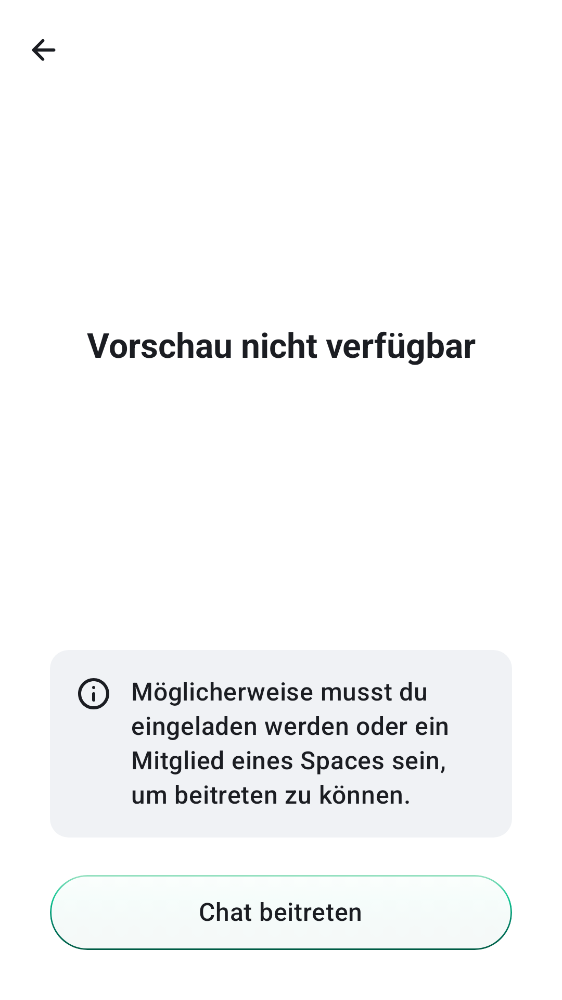 Vorschau nicht verfügbar
Möglicherweise musst du
eingeladen werden oder ein
Mitglied eines Spaces sein,
um beitreten zu können.
Chat beitreten